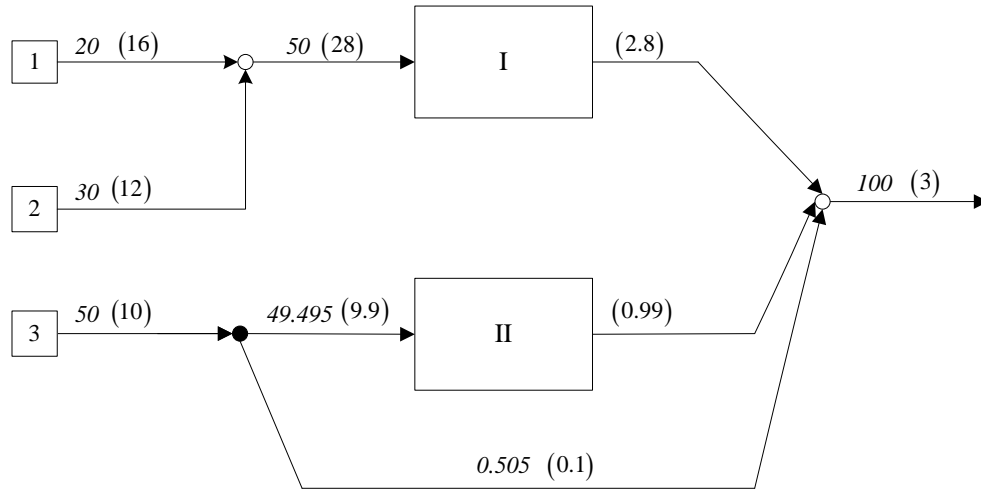 1 20 (16) 50 (28) I (2.8)
2 30 (12) 100 (3)
3 50 (10) 49.495 (9.9) II (0.99)
0.505 (0.1)